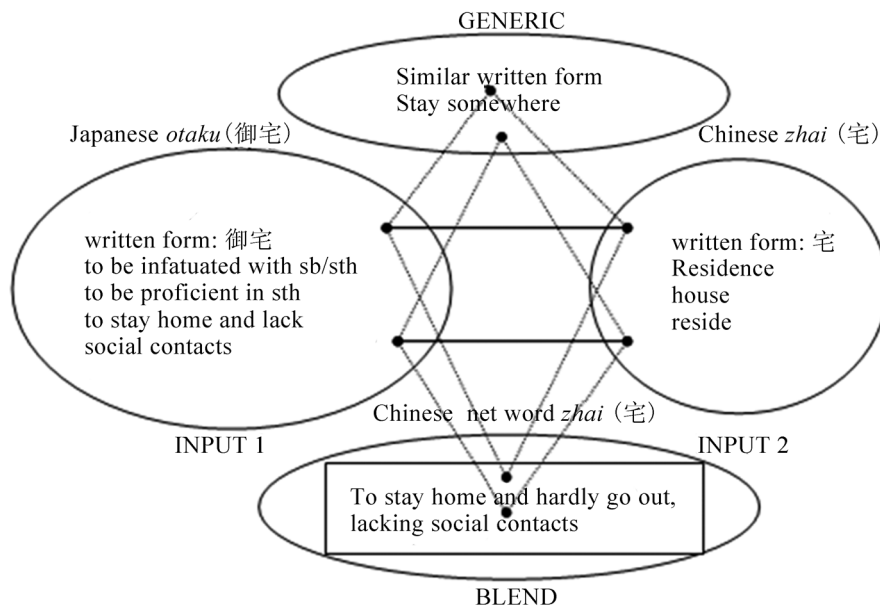 GENERIC
Similar written form
Stay somewhere
Japanese otaku (御宅)
Chinese zhai (宅)
written form: 御宅
to be infatuated with sb/sth
to be proficient in sth
to stay home and lack
social contacts
written form: 宅
Residence
house
reside
Chinese net word zhai (宅)
INPUT 1
INPUT 2
To stay home and hardly go out,
lacking social contacts
BLEND